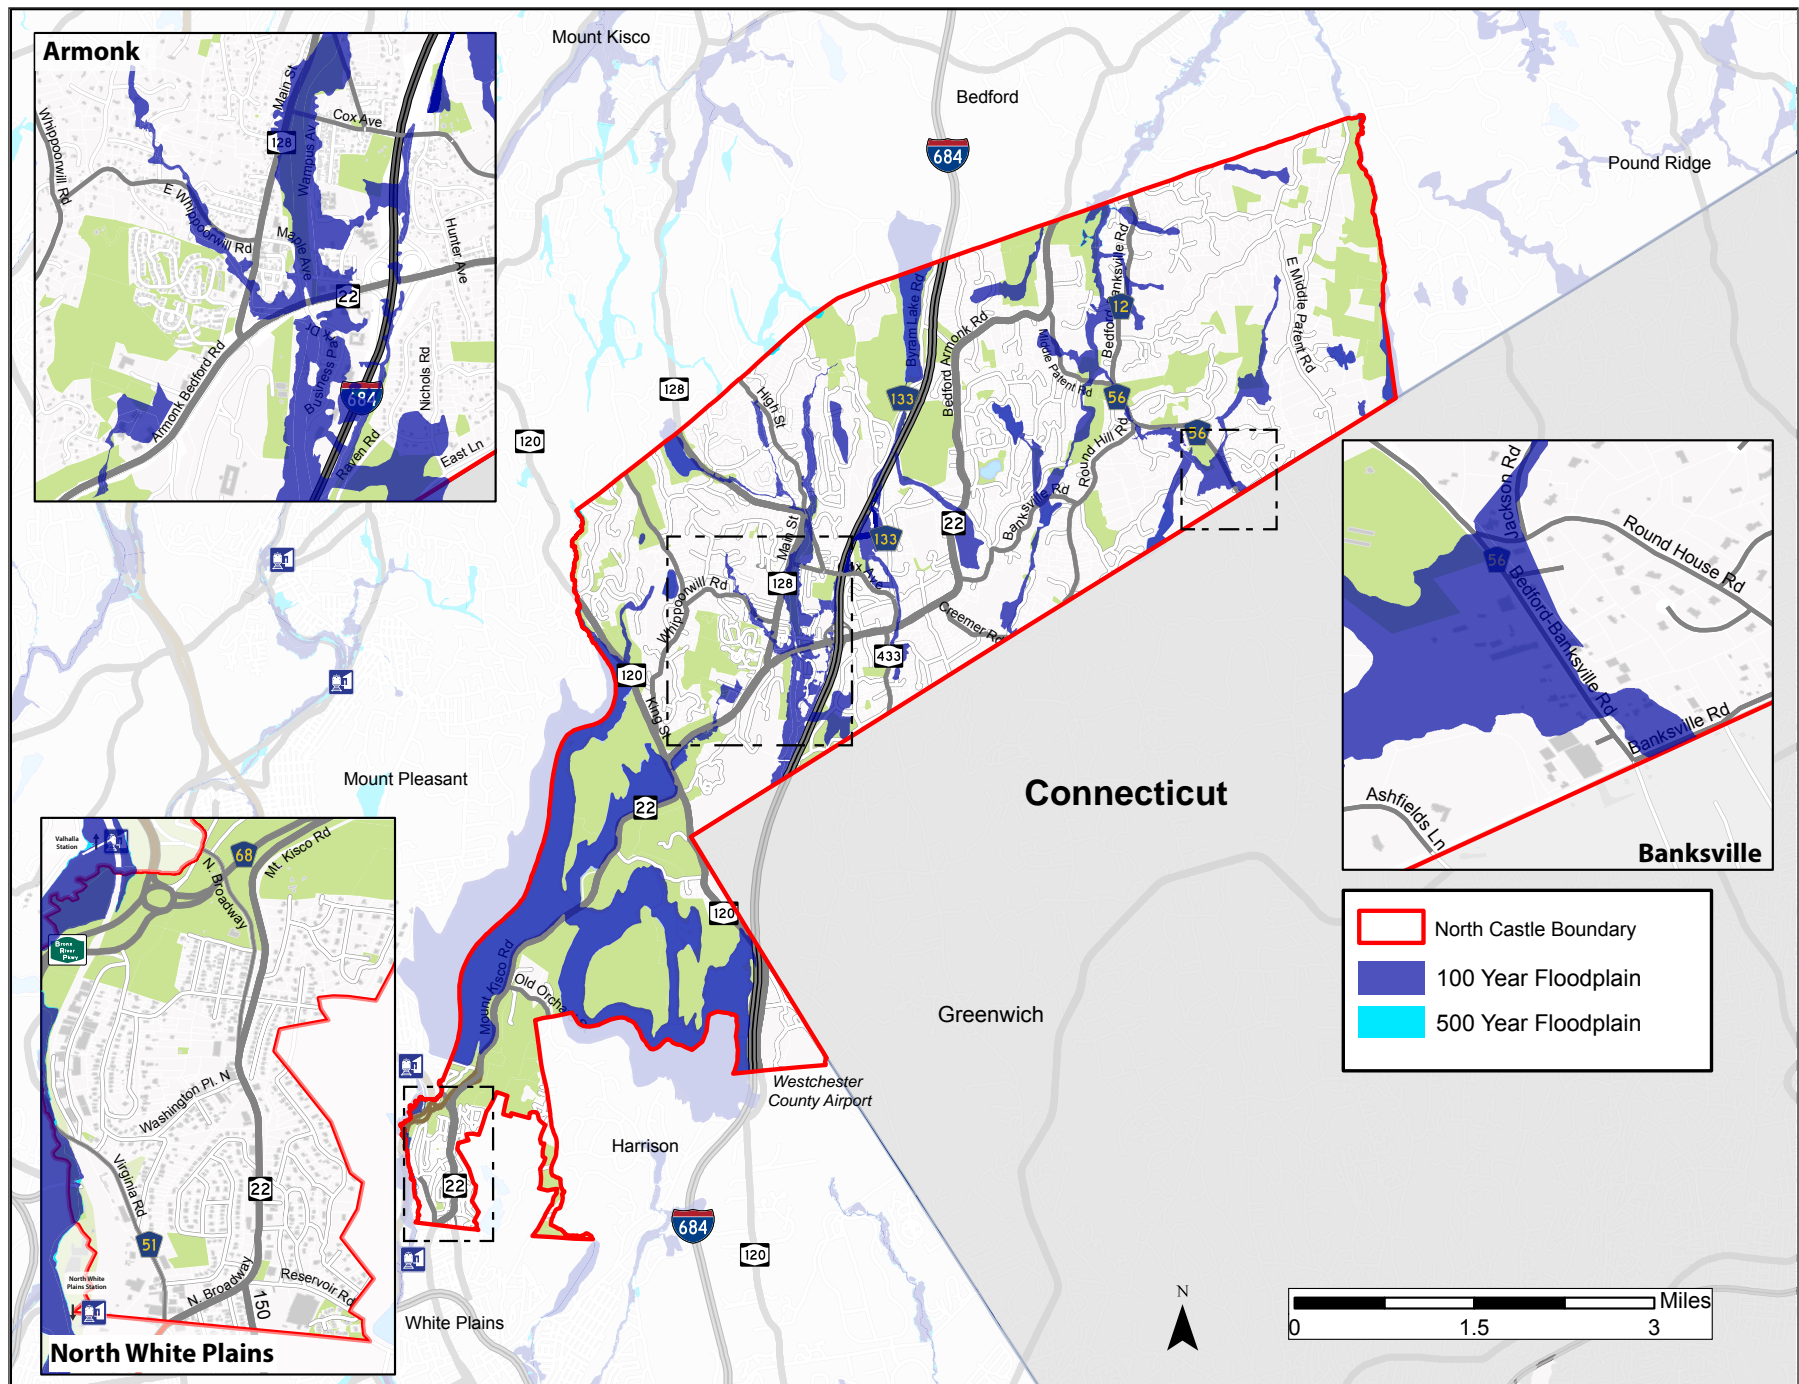 Armonk
Main St
Cox Ave
128
Wampus Av
Whippoorwill Rd
E Whippoorwill Rd
Maple Ave
Hunter Ave
22
Business Park Dr
684
Nichols Rd
Armonk Bedford Rd
Raven Rd
East Ln
Mount Kisco
Bedford
684
Pound Ridge
Byram Lake Rd
Bedford Armonk Rd
Bedford Banksville Rd
12
E Middle Patent Rd
Middle Patent Rd
128
133
56
High St
120
Round Hill Rd
56
Banksville Rd
22
Main St
133
128
Cox Ave
Whippoorwill Rd
Creemer Rd
433
120
King St
Jackson Rd
Round House Rd
56
Bedford-Banksville Rd
Banksville Rd
Ashfields Ln
Banksville
Mount Pleasant
Connecticut
22
Valhalla
Station
68
Mt. Kisco Rd
N. Broadway
Bronx
River
Pkwy
120
Mount Kisco Rd
Old Orchard
North Castle Boundary
100 Year Floodplain
500 Year Floodplain
Greenwich
Washington Pl. N
Westchester
County Airport
Harrison
Virginia Rd
22
22
51
684
120
North White
Plains Station
N. Broadway
Reservoir Rd
150
White Plains
North White Plains
N
Miles
0
1.5
3